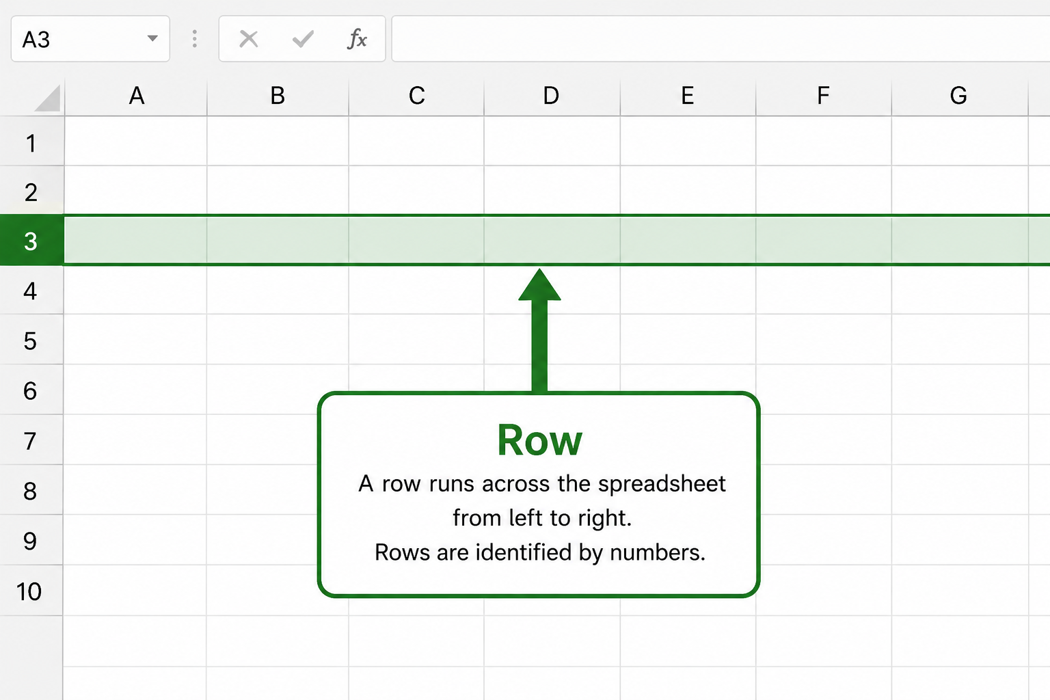 A3
fx
A B C D E F G
1
2
3
4
5
6
7
8
9
10
Row
A row runs across the spreadsheet
from left to right.
Rows are identified by numbers.